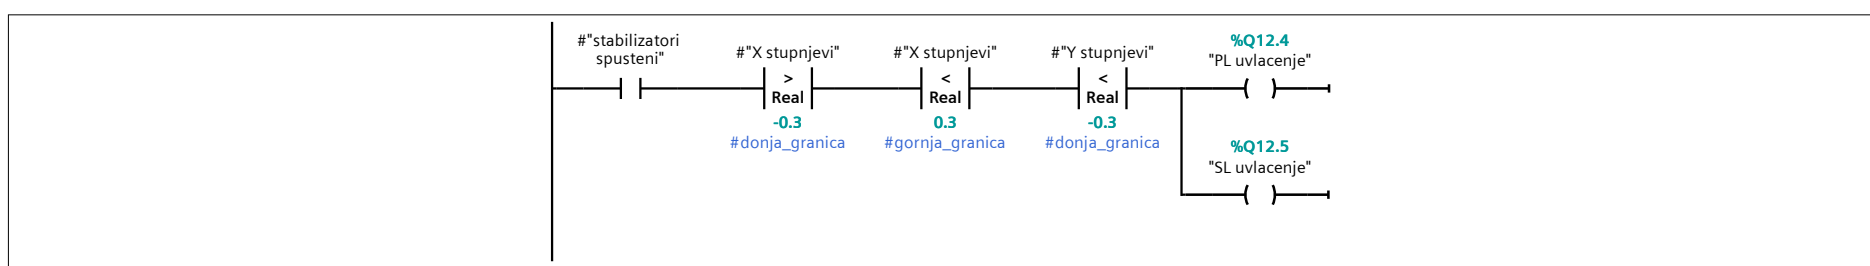 #"stabilizatori
spusteni"
#"X stupnjevi"
>
Real
-0.3
#donja_granica
#"X stupnjevi"
<
Real
0.3
#gornja_granica
#"Y stupnjevi"
<
Real
-0.3
#donja_granica
%Q12.4
"PL uvlacenje"
%Q12.5
"SL uvlacenje"